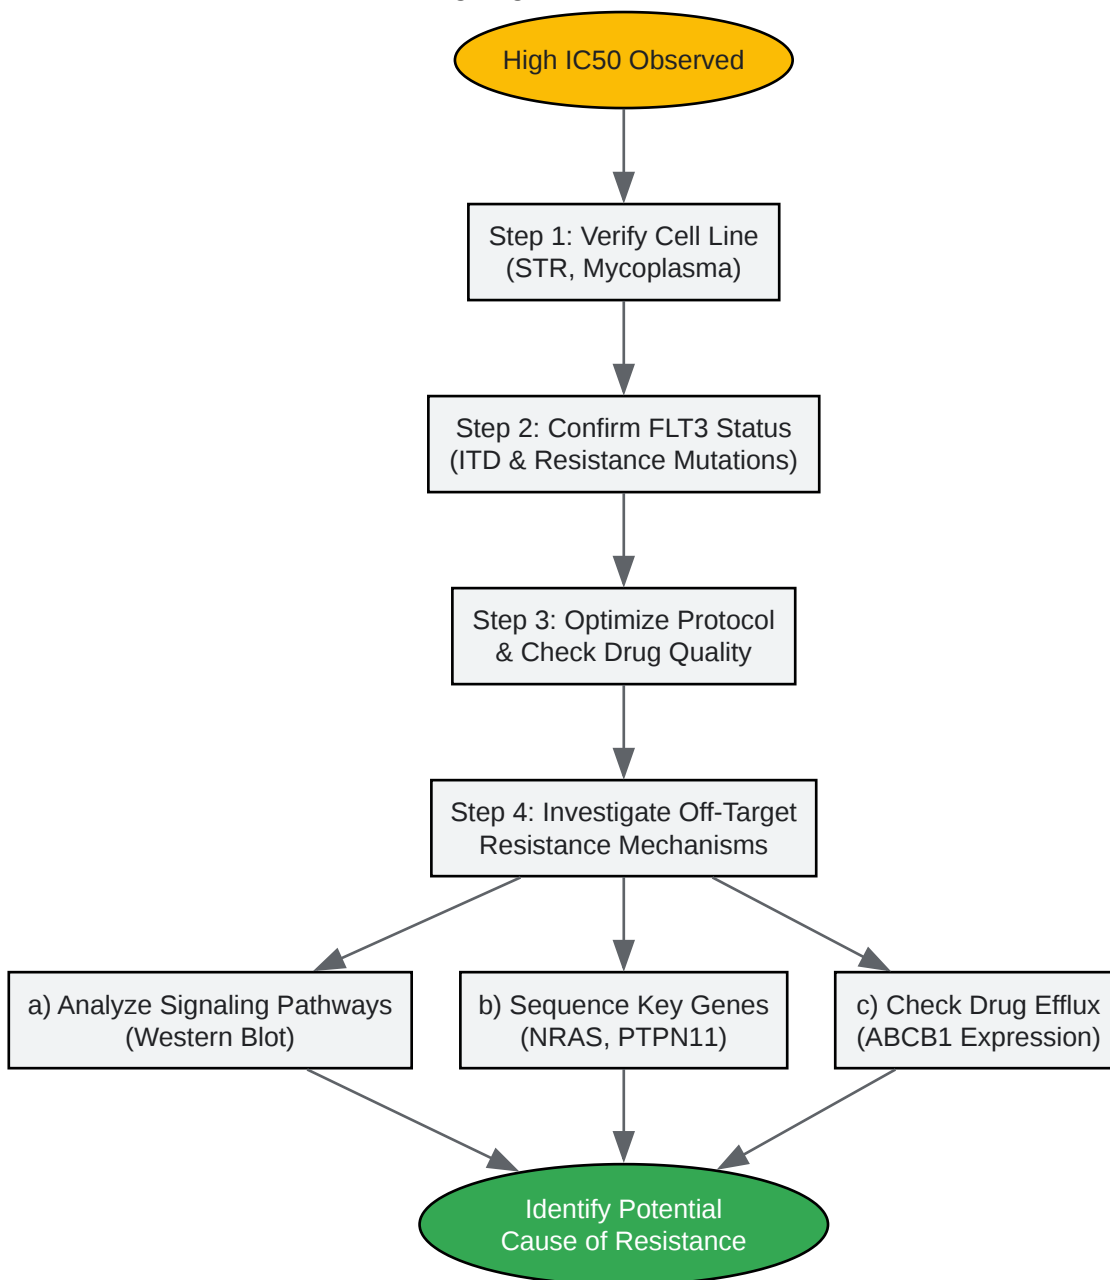 High IC50 Observed
Step 1: Verify Cell Line
(STR, Mycoplasma)
Step 2: Confirm FLT3 Status
(ITD & Resistance Mutations)
Step 3: Optimize Protocol
& Check Drug Quality
Step 4: Investigate Off-Target
Resistance Mechanisms
a) Analyze Signaling Pathways
(Western Blot)
b) Sequence Key Genes
(NRAS, PTPN11)
c) Check Drug Efflux
(ABCB1 Expression)
Identify Potential
Cause of Resistance